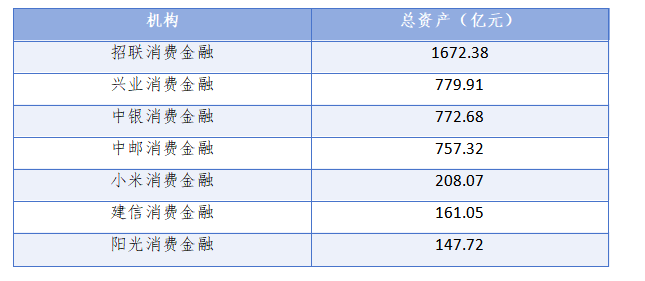 机构 总资产（亿元）
招联消费金融 1672.38
兴业消费金融 779.91
中银消费金融 772.68
中邮消费金融 757.32
小米消费金融 208.07
建信消费金融 161.05
阳光消费金融 147.72